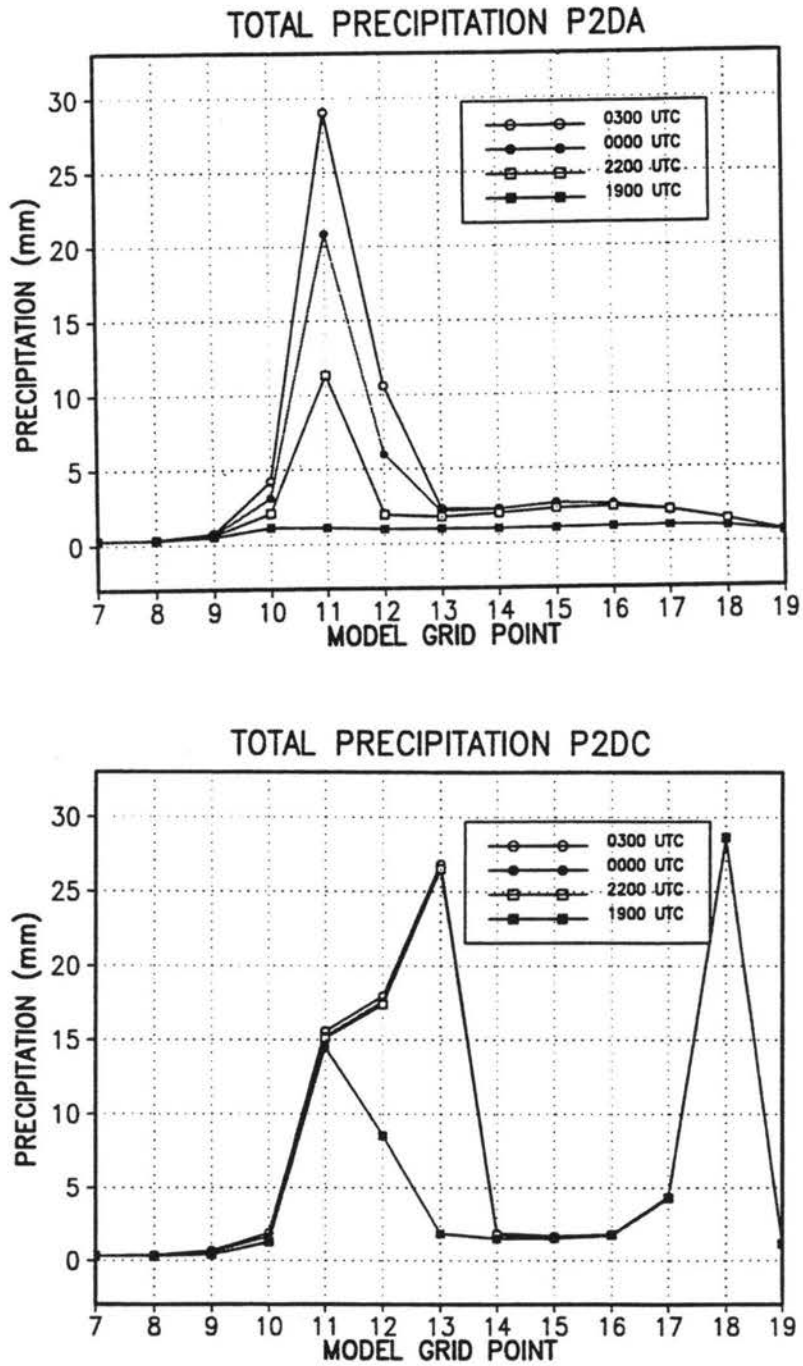 TOTAL PRECIPITATION P2DA
PRECIPITATION (mm)
30
25
20
15
10
5
0
0300 UTC
0000 UTC
2200 UTC
1900 UTC
7 8 9 10 11 12 13 14 15 16 17 18 19
MODEL GRID POINT
TOTAL PRECIPITATION P2DC
PRECIPITATION (mm)
30
25
20
15
10
5
0
0300 UTC
0000 UTC
2200 UTC
1900 UTC
7 8 9 10 11 12 13 14 15 16 17 18 19
MODEL GRID POINT